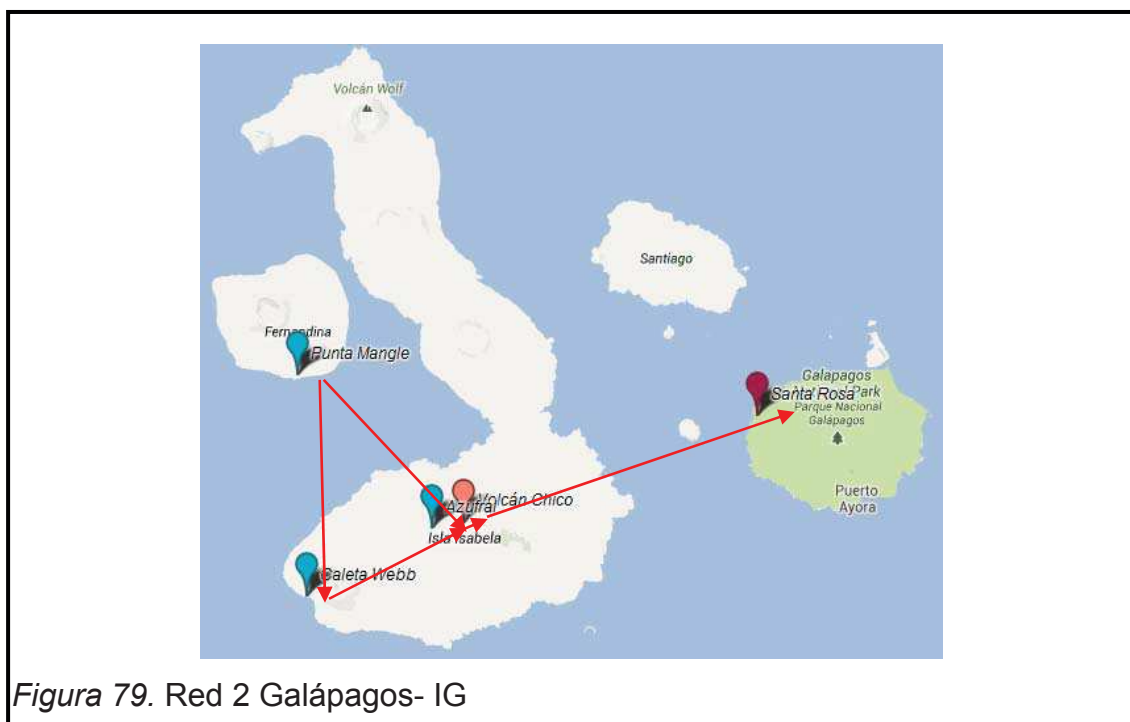 Volcán Wolf
Santiago
Fernandina
Punta Mangle
Galapagos
Santa Rosa
Park
Parque Nacional
Galápagos
Volcán Chico
Azufral
Isla Isabela
Puerto
Ayora
Caleta Webb
Figura 79. Red 2 Galápagos- IG